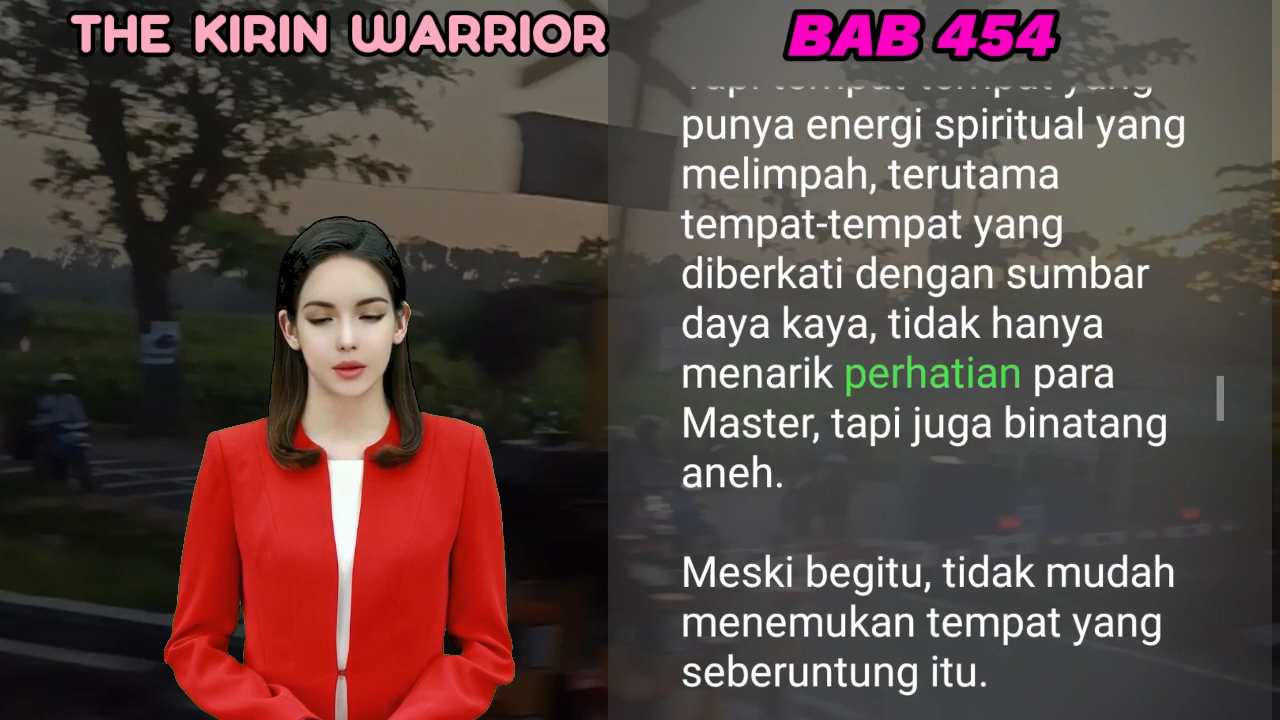 THE KIRIN WARRIOR
BAB 454
punya energi spiritual yang
melimpah, terutama
tempat-tempat yang
diberkati dengan sumbar
daya kaya, tidak hanya
menarik perhatian para
Master, tapi juga binatang
aneh.
Meski begitu, tidak mudah
menemukan tempat yang
seberuntung itu.